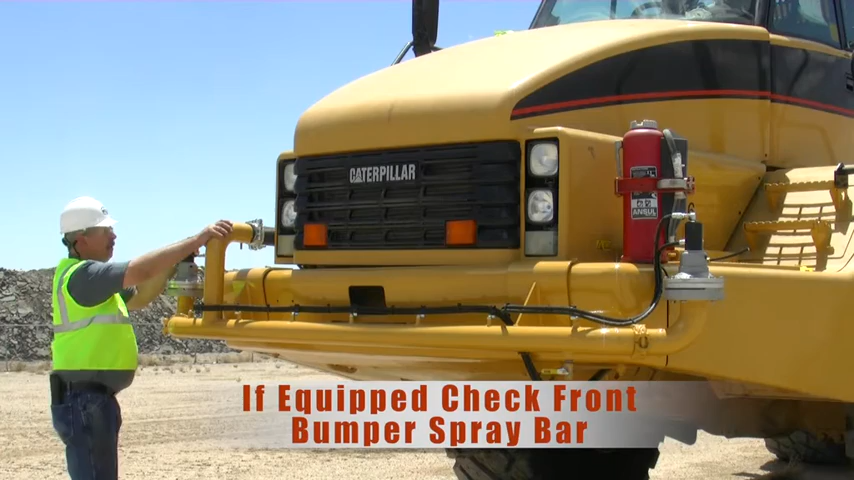 CATERPILLAR
ANSUL
If Equipped Check Front
Bumper Spray Bar